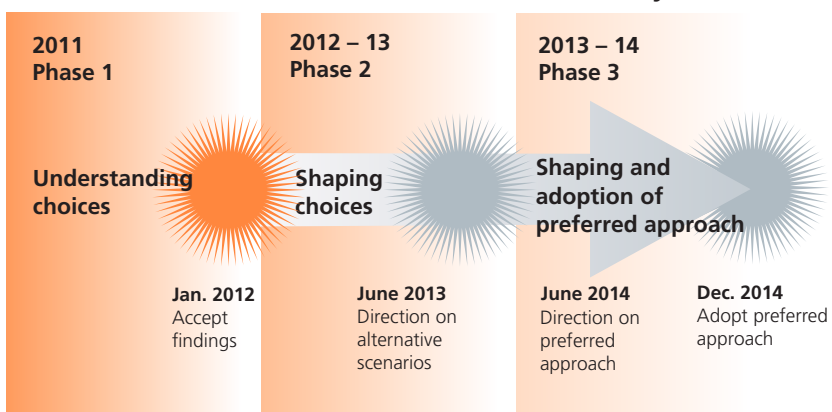 2011
Phase 1
2012 – 13
Phase 2
2013 – 14
Phase 3
Understanding
choices
Shaping
choices
Shaping and
adoption of
preferred approach
Jan. 2012
Accept
findings
June 2013
Direction on
alternative
scenarios
June 2014
Direction on
preferred
approach
Dec. 2014
Adopt preferred
approach